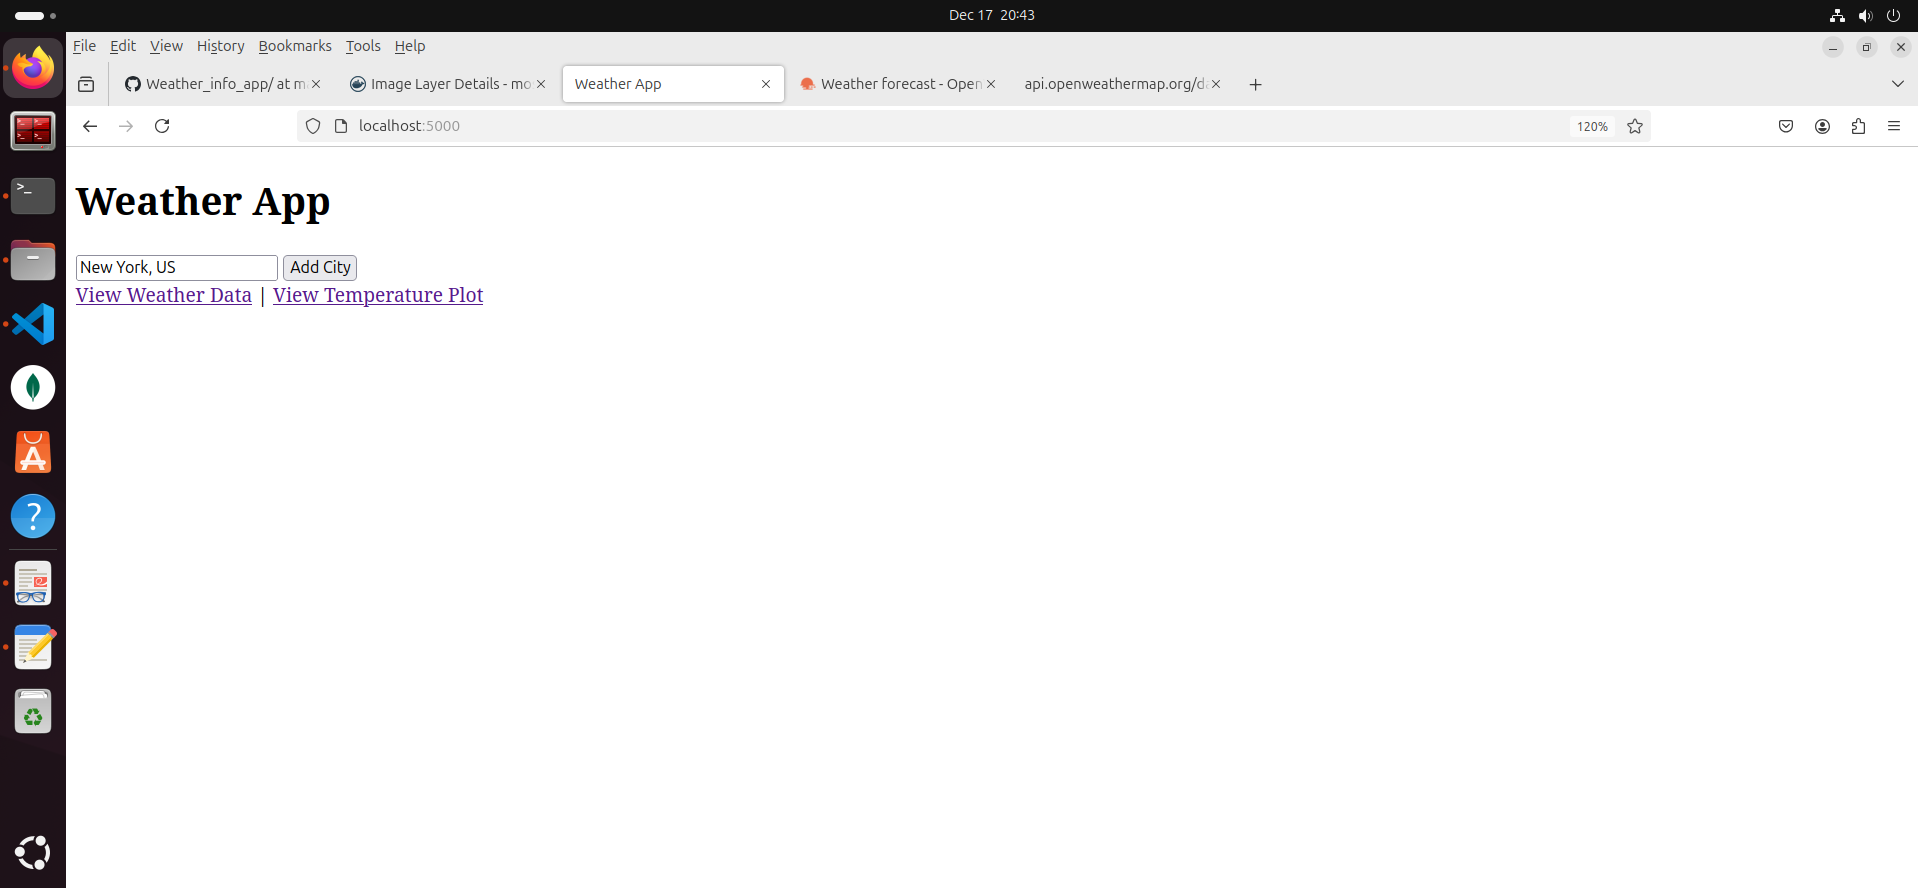 Dec 17 20:43
File Edit View History Bookmarks Tools Help
Weather_info_app/ at m
Image Layer Details - mo
Weather App
Weather forecast - Open
api.openweathermap.org/d
localhost:5000
120%
Weather App
New York, US
Add City
View Weather Data | View Temperature Plot